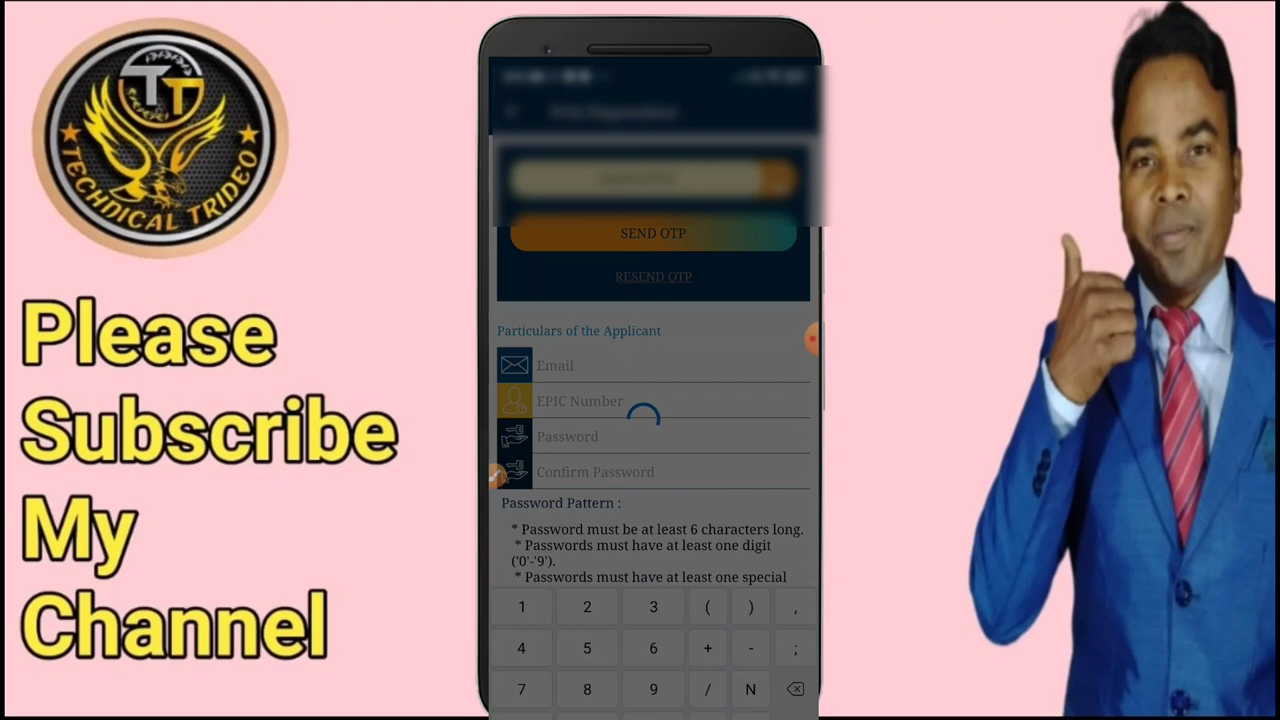 TT
TECHNICAL TRIDEO
Please
Subscribe
My
Channel
SEND OTP
RESEND OTP
Particulars of the Applicant
Email
EPIC Number
Password
Confirm Password
Password Pattern :
* Password must be at least 6 characters long.
* Passwords must have at least one digit
('0'-'9').
* Passwords must have at least one special
1 2 3 ( ) ,
4 5 6 + - ;
7 8 9 / N